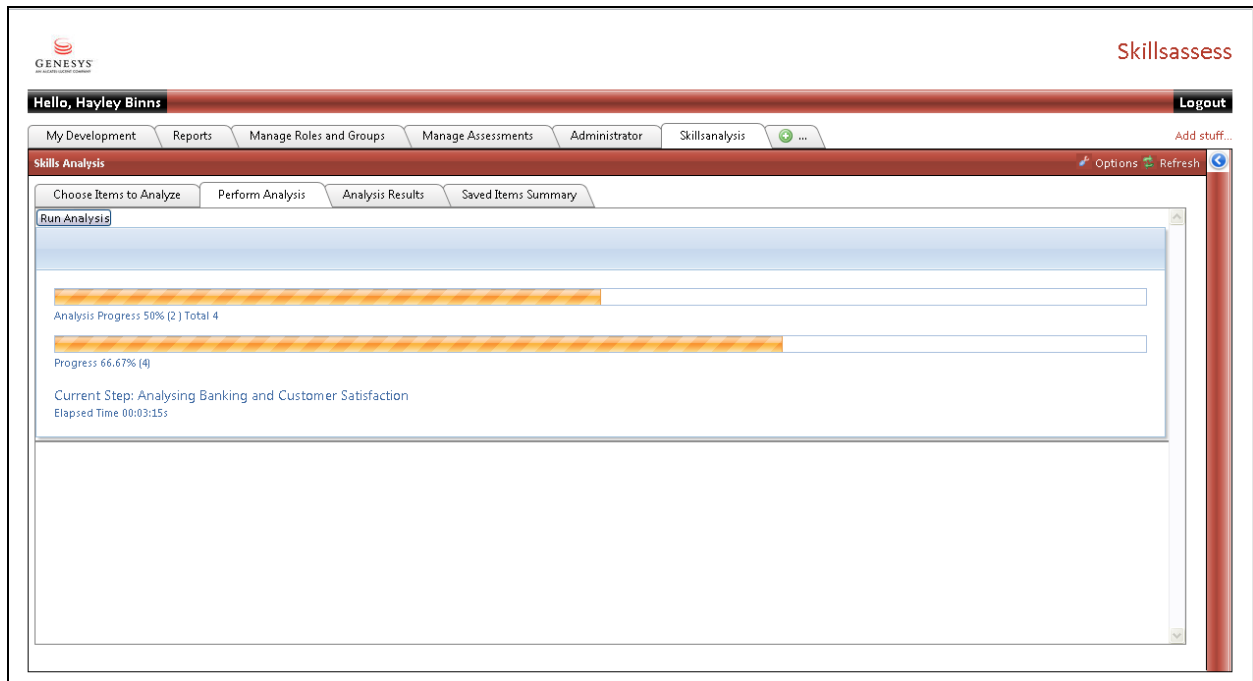 GENESYS
AN ALCATEL-LUCENT COMPANY
Skillsassess
Hello, Hayley Binns
Logout
My Development Reports Manage Roles and Groups Manage Assessments Administrator Skillsanalysis ...
Add stuff...
Skills Analysis
Options Refresh
Choose Items to Analyze Perform Analysis Analysis Results Saved Items Summary
Run Analysis
Analysis Progress 50% (2 ) Total 4
Progress 66.67% (4)
Current Step: Analysing Banking and Customer Satisfaction
Elapsed Time 00:03:15s